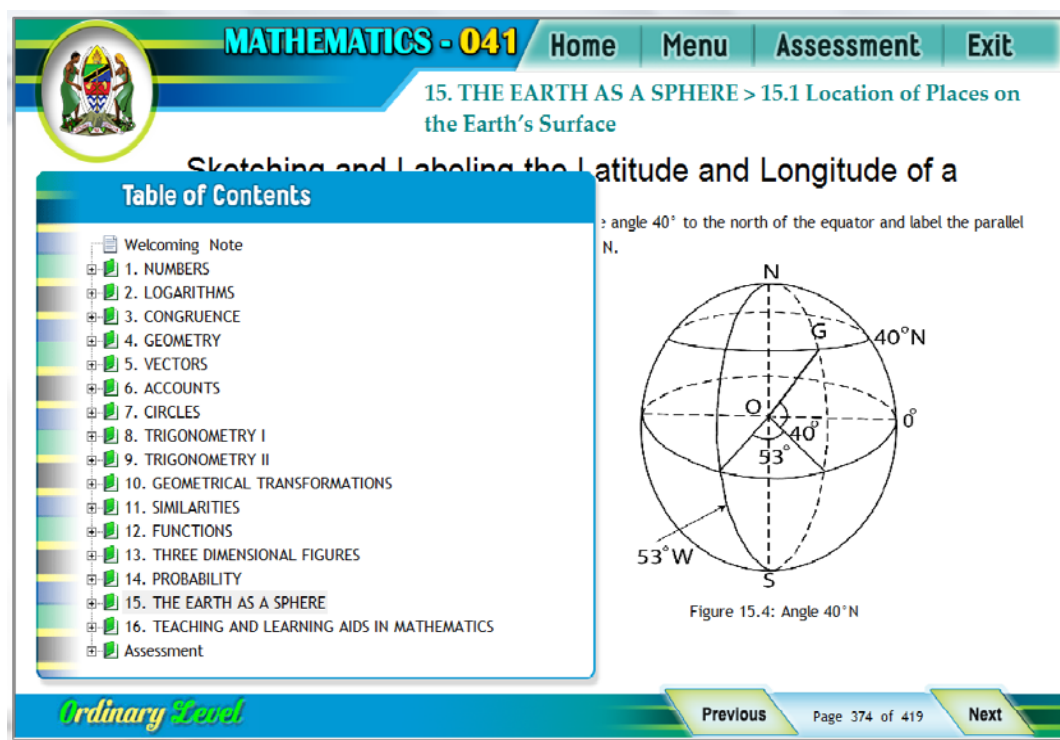 MATHEMATICS - 041
Home
Menu
Assessment
Exit
15. THE EARTH AS A SPHERE > 15.1 Location of Places on
the Earth's Surface
Sketching and Labeling the Latitude and Longitude of a
Table of Contents
Welcoming Note
1. NUMBERS
2. LOGARITHMS
3. CONGRUENCE
4. GEOMETRY
5. VECTORS
6. ACCOUNTS
7. CIRCLES
8. TRIGONOMETRY I
9. TRIGONOMETRY II
10. GEOMETRICAL TRANSFORMATIONS
11. SIMILARITIES
12. FUNCTIONS
13. THREE DIMENSIONAL FIGURES
14. PROBABILITY
15. THE EARTH AS A SPHERE
16. TEACHING AND LEARNING AIDS IN MATHEMATICS
Assessment
angle 40° to the north of the equator and label the parallel
N.
N
G
40°N
O
0°
40°
53°
53°W
S
Figure 15.4: Angle 40°N
Ordinary Level
Previous
Page 374 of 419
Next